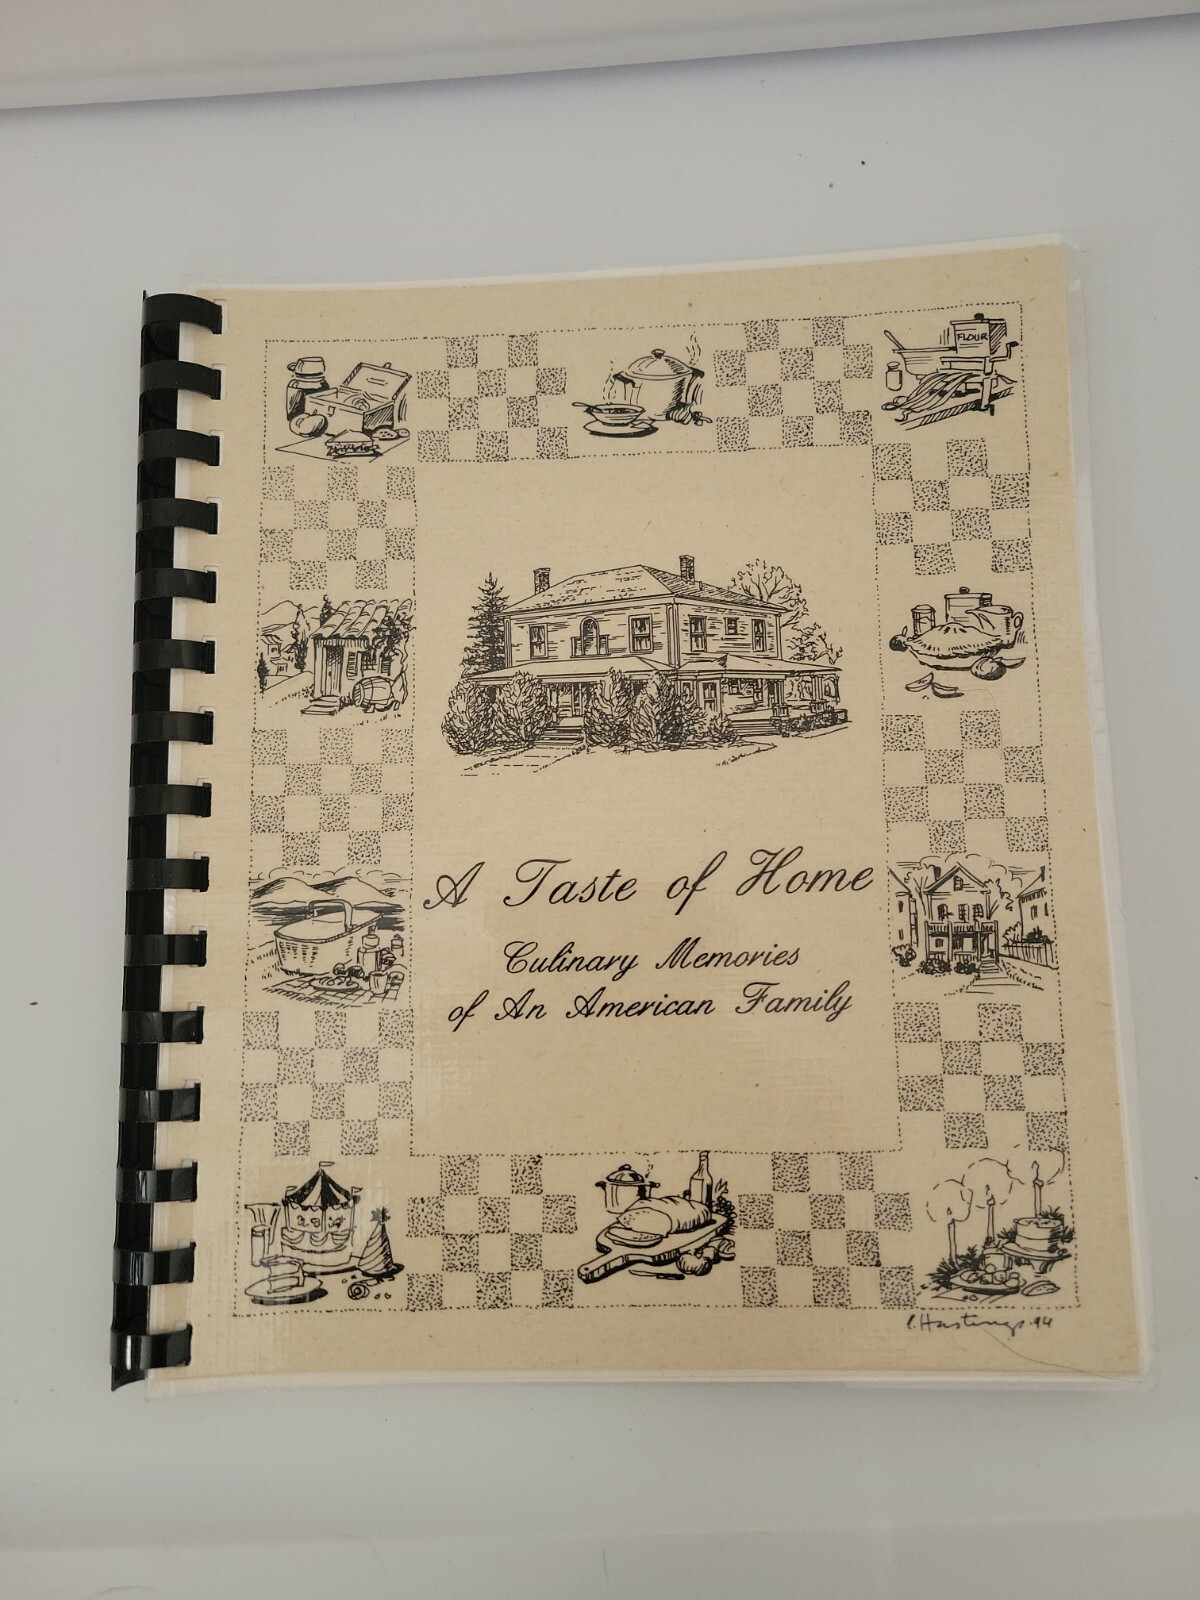 FLOUR
A Taste of Home
Culinary Memories
of An American Family
C. Hastings .94